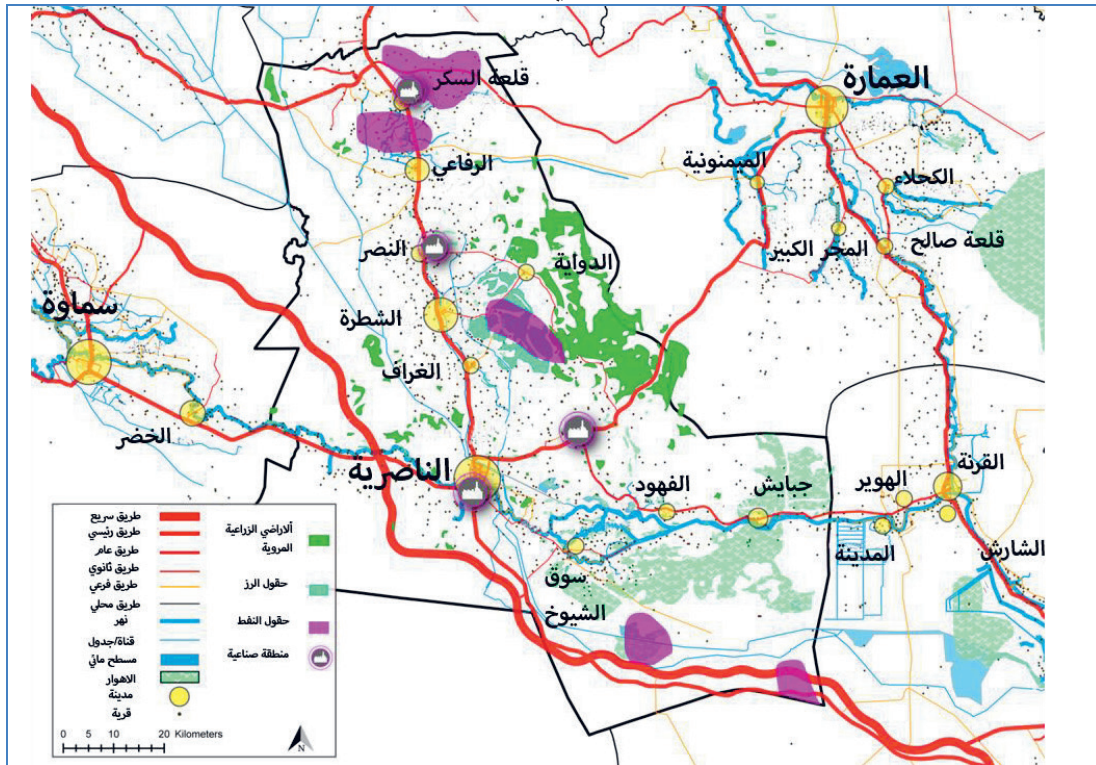 قلعة السكر
العمارة
الرفاعي
الميمنونية
الكحلاء
النصر
الدواية
المجر الكبير
قلعة صالح
سماوة
الشطرة
الغراف
الخضر
الناصرية
الفهود
جبايش
الهوير
القرنة
المدينة
الشارش
سوق
الشيوخ
طريق سريع
طريق رئيسي
طريق عام
طريق ثانوي
طريق فرعي
طريق محلي
نهر
قناة/جدول
مسطح مائي
الاهوار
مدينة
قرية
ألاراضي الزراعية
المروية
حقول الرز
حقول النفط
منطقة صناعية
0 5 10 20 Kilometers
N